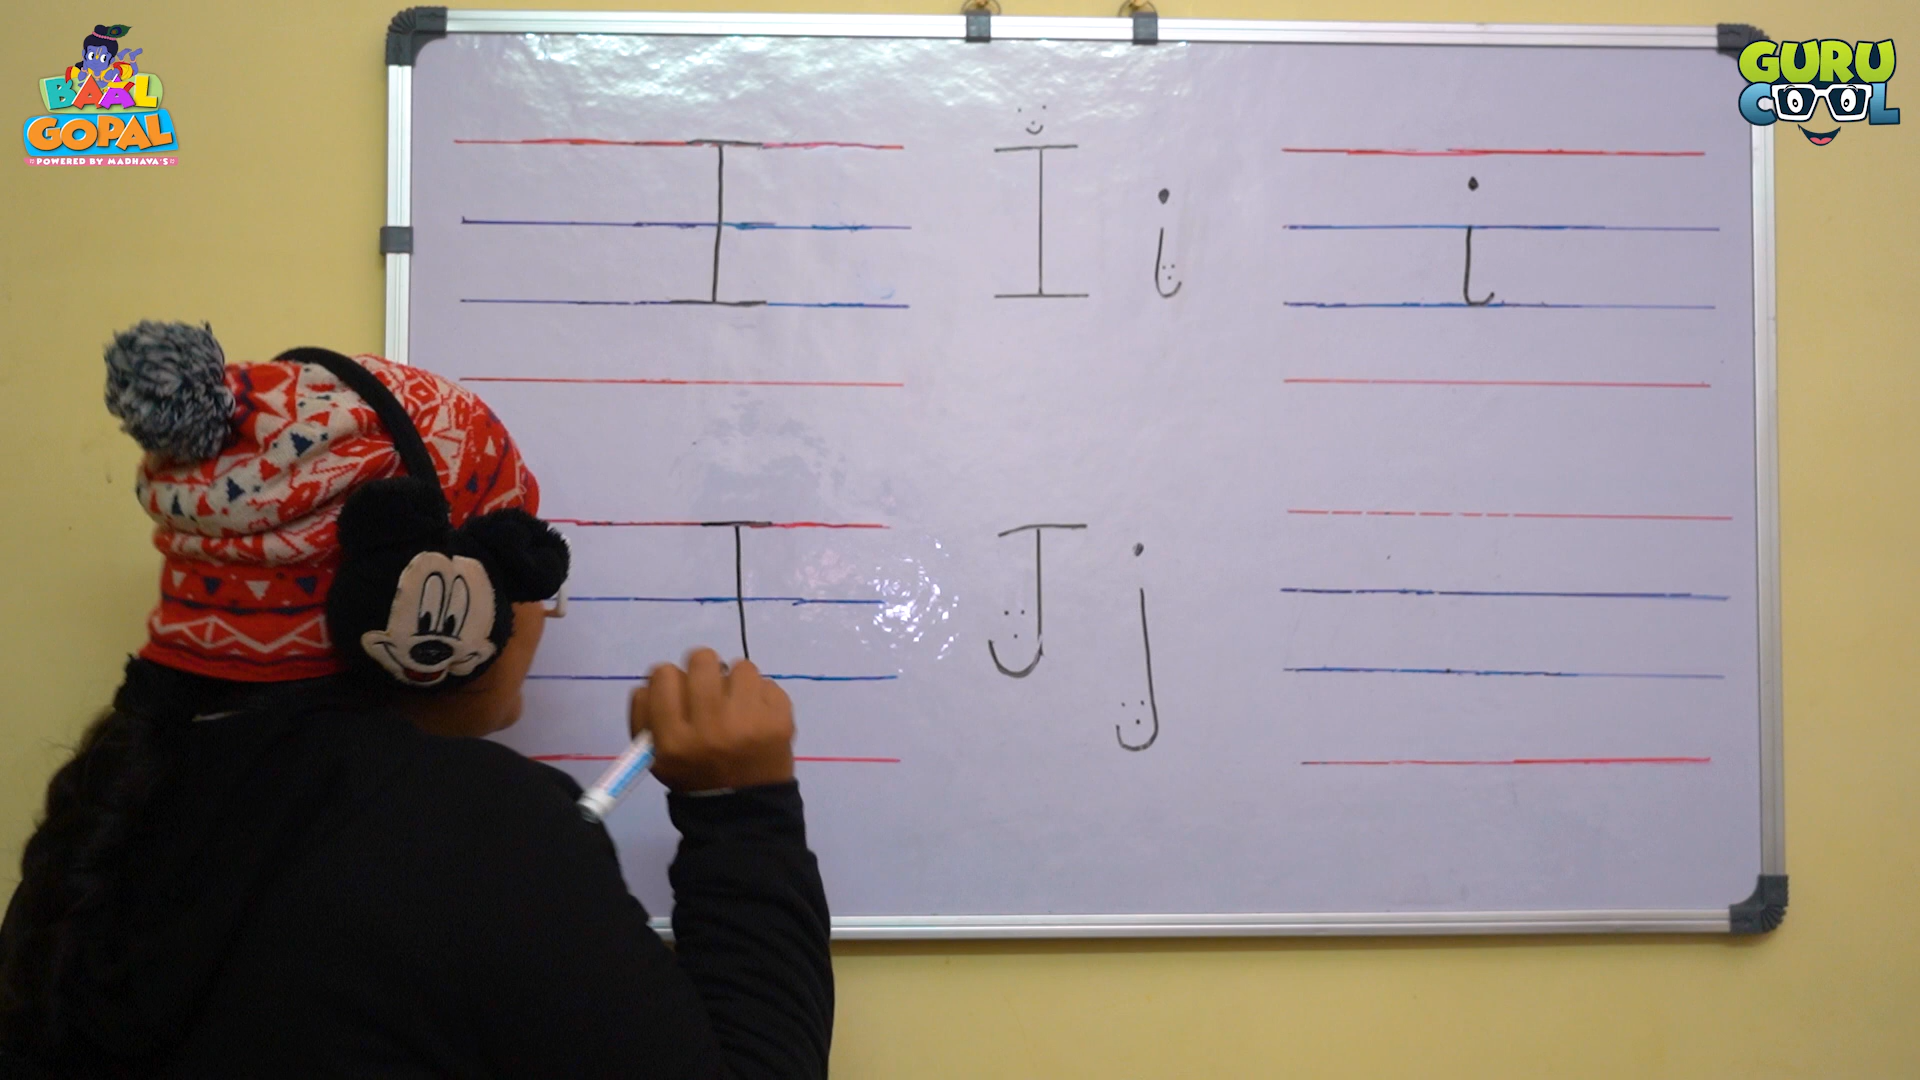 BAAL
GOPAL
POWERED BY MADHAVA'S
GURU
COOL
I I i i
J J j